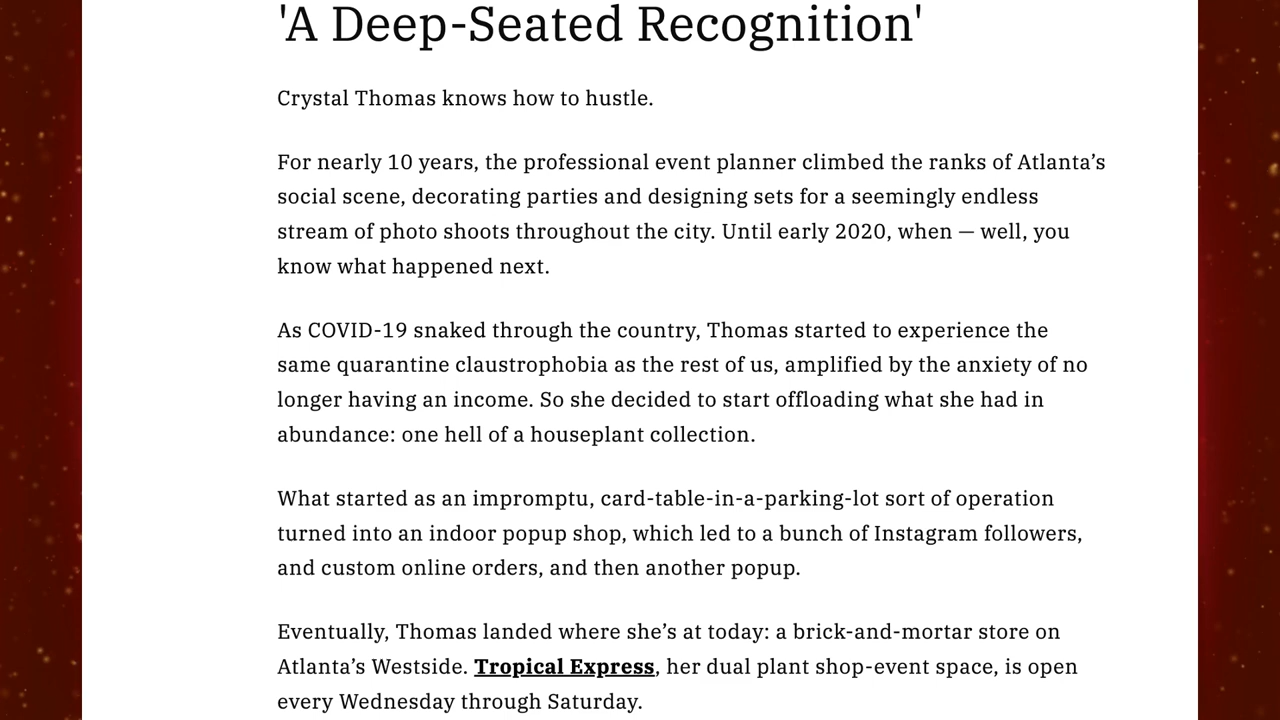 'A Deep-Seated Recognition'
Crystal Thomas knows how to hustle.
For nearly 10 years, the professional event planner climbed the ranks of Atlanta’s
social scene, decorating parties and designing sets for a seemingly endless
stream of photo shoots throughout the city. Until early 2020, when — well, you
know what happened next.
As COVID-19 snaked through the country, Thomas started to experience the
same quarantine claustrophobia as the rest of us, amplified by the anxiety of no
longer having an income. So she decided to start offloading what she had in
abundance: one hell of a houseplant collection.
What started as an impromptu, card-table-in-a-parking-lot sort of operation
turned into an indoor popup shop, which led to a bunch of Instagram followers,
and custom online orders, and then another popup.
Eventually, Thomas landed where she’s at today: a brick-and-mortar store on
Atlanta’s Westside. Tropical Express, her dual plant shop-event space, is open
every Wednesday through Saturday.